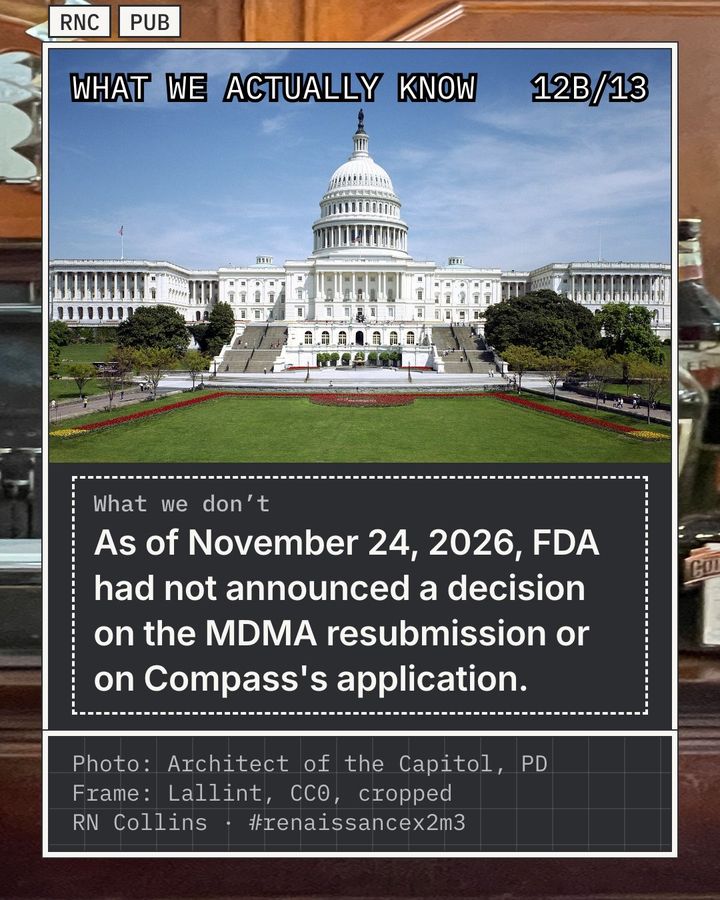 RNC PUB
WHAT WE ACTUALLY KNOW 12B/13
What we don’t
As of November 24, 2026, FDA
had not announced a decision
on the MDMA resubmission or
on Compass's application.
Photo: Architect of the Capitol, PD
Frame: Lallint, CC0, cropped
RN Collins · #renaissancex2m3